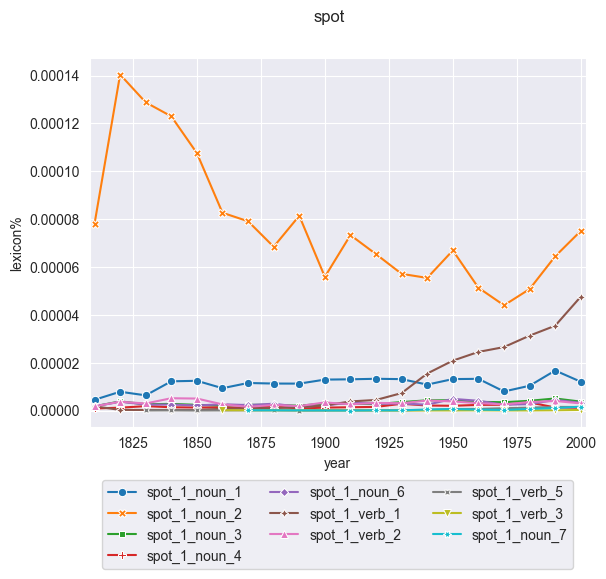 spot
0.00014
0.00012
0.00010
0.00008
0.00006
0.00004
0.00002
0.00000
lexicon%
1825 1850 1875 1900 1925 1950 1975 2000
year
spot_1_noun_1 spot_1_noun_6 spot_1_verb_5
spot_1_noun_2 spot_1_verb_1 spot_1_verb_3
spot_1_noun_3 spot_1_verb_2 spot_1_noun_7
spot_1_noun_4